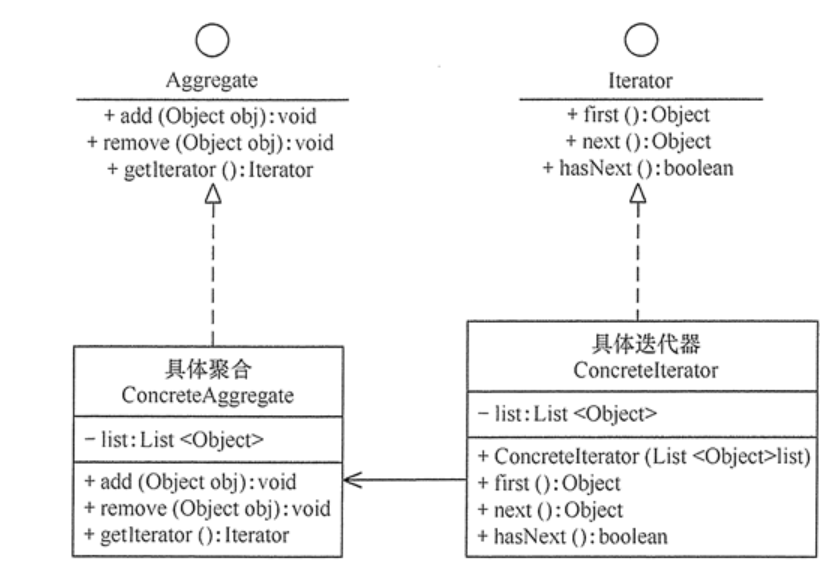 Aggregate
+ add (Object obj):void
+ remove (Object obj):void
+ getIterator ():Iterator
Iterator
+ first ():Object
+ next ():Object
+ hasNext ():boolean
具体聚合
ConcreteAggregate
- list:List <Object>
+ add (Object obj):void
+ remove (Object obj):void
+ getIterator ():Iterator
具体迭代器
ConcreteIterator
- list:List <Object>
+ ConcreteIterator (List <Object>list)
+ first ():Object
+ next ():Object
+ hasNext ():boolean